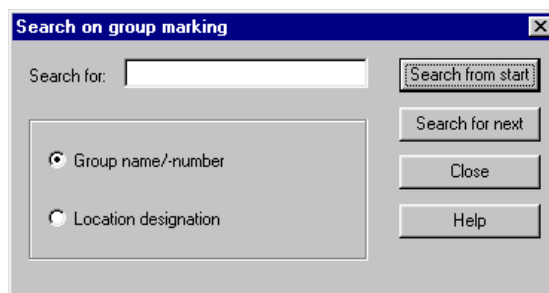 Search on group marking
Search for:
Search from start
Search for next
Group name/-number
Close
Location designation
Help